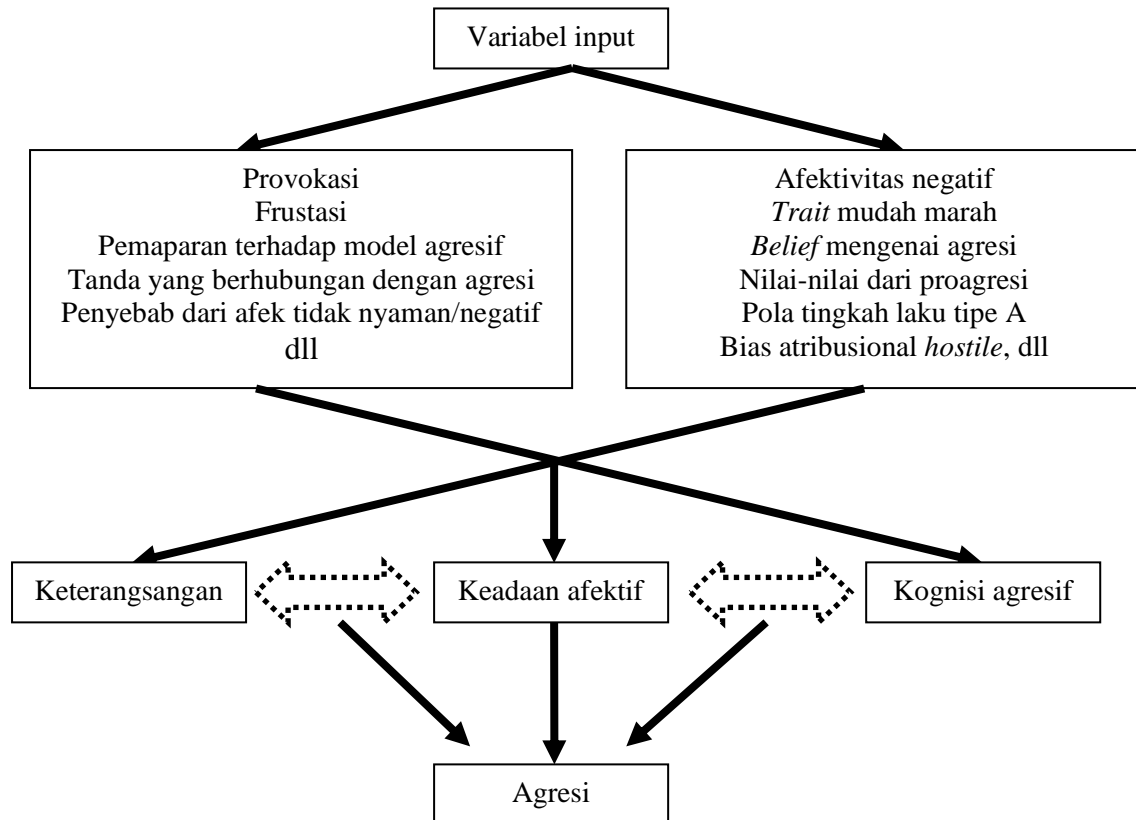 Variabel input
Provokasi
Frustasi
Pemaparan terhadap model agresif
Tanda yang berhubungan dengan agresi
Penyebab dari afek tidak nyaman/negatif
dll
Afektivitas negatif
Trait mudah marah
Belief mengenai agresi
Nilai-nilai dari proagresi
Pola tingkah laku tipe A
Bias atribusional hostile, dll
Keterangsangan
Keadaan afektif
Kognisi agresif
Agresi